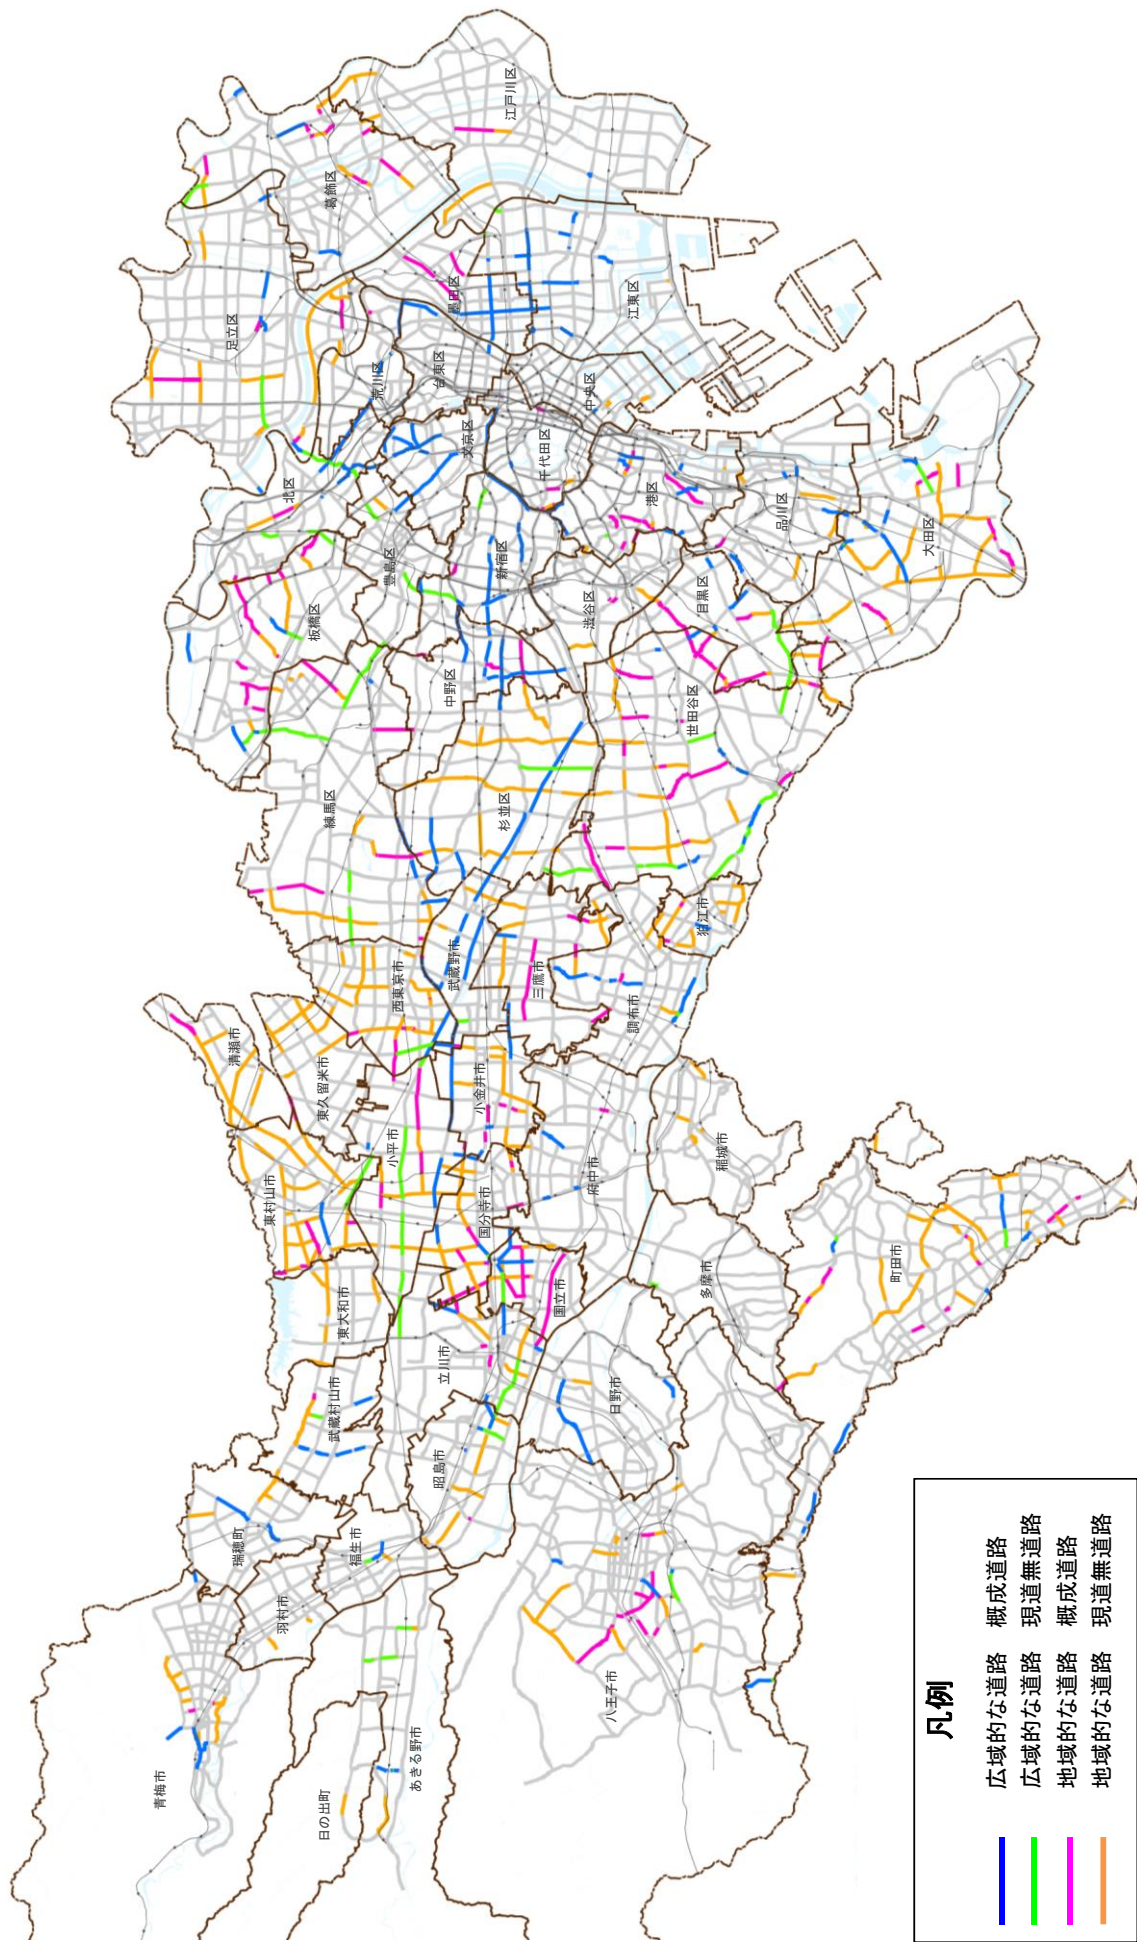 青梅市
瑞穂町
羽村市
福生市
日の出町
あきる野市
八王子市
武蔵村山市
東大和市
立川市
昭島市
日野市
多摩市
町田市
稲城市
東村山市
清瀬市
東久留米市
小平市
国分寺市
国立市
府中市
小金井市
西東京市
武蔵野市
三鷹市
調布市
狛江市
練馬区
杉並区
世田谷区
板橋区
中野区
豊島区
新宿区
渋谷区
目黒区
北区
文京区
千代田区
港区
品川区
大田区
足立区
荒川区
台東区
中央区
墨田区
江東区
葛飾区
江戸川区
凡例
広域的な道路 概成道路
広域的な道路 現道無道路
地域的な道路 概成道路
地域的な道路 現道無道路